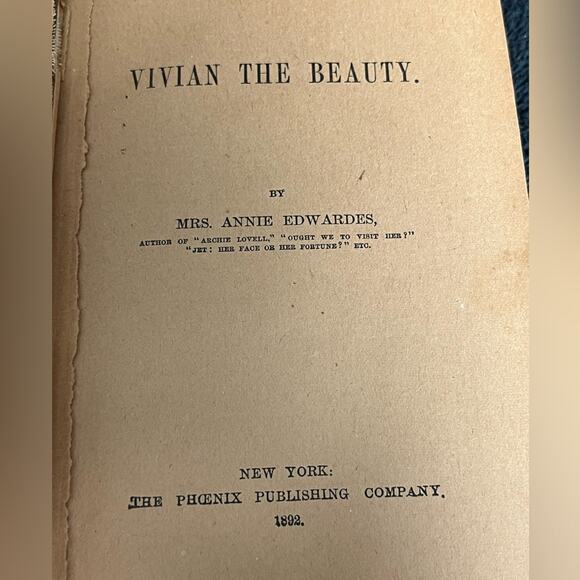 VIVIAN THE BEAUTY.
BY
MRS. ANNIE EDWARDES,
AUTHOR OF "ARCHIE LOVELL," "OUGHT WE TO VISIT HER?"
"JET: HER FACE OR HER FORTUNE?" ETC.
NEW YORK:
THE PHŒNIX PUBLISHING COMPANY.
1892.